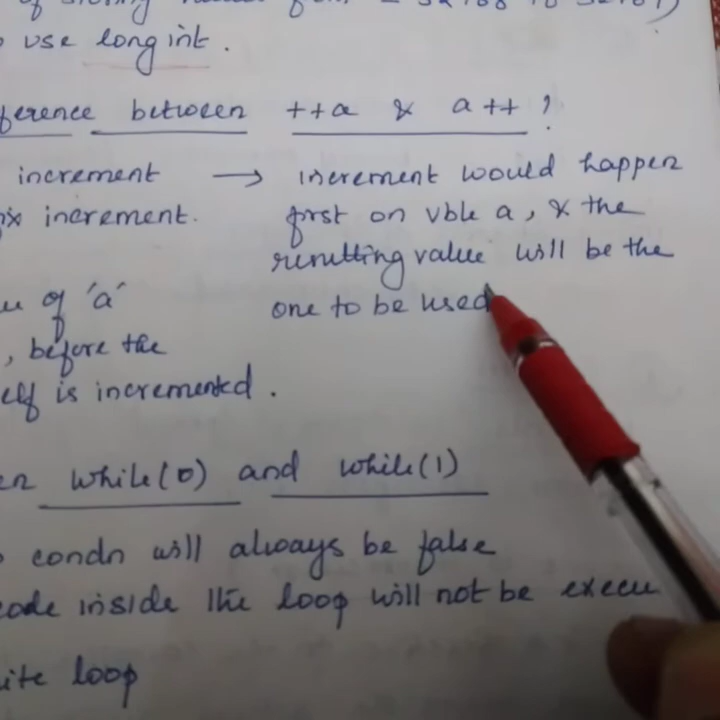 use long int.
ference between ++a & a++ ?
increment → increment would happen
increment. first on vble a, & the
resulting value will be the
of 'a' one to be used
, before the
elf is incremented.
while(0) and while(1)
condn will always be false
code inside the loop will not be execu
ite loop